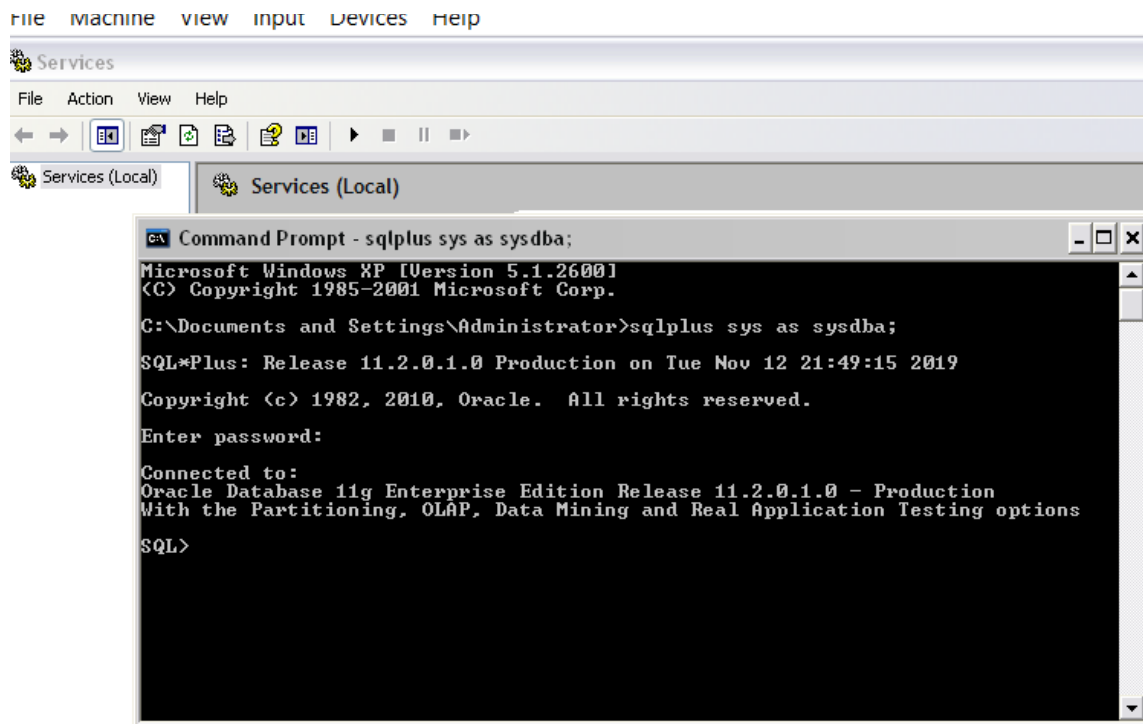 File Machine View Input Devices Help
Services
File Action View Help
Services (Local)
Services (Local)
Command Prompt - sqlplus sys as sysdba;
Microsoft Windows XP [Version 5.1.2600]
(C) Copyright 1985-2001 Microsoft Corp.
C:\Documents and Settings\Administrator>sqlplus sys as sysdba;
SQL*Plus: Release 11.2.0.1.0 Production on Tue Nov 12 21:49:15 2019
Copyright (c) 1982, 2010, Oracle.  All rights reserved.
Enter password:
Connected to:
Oracle Database 11g Enterprise Edition Release 11.2.0.1.0 - Production
With the Partitioning, OLAP, Data Mining and Real Application Testing options
SQL>